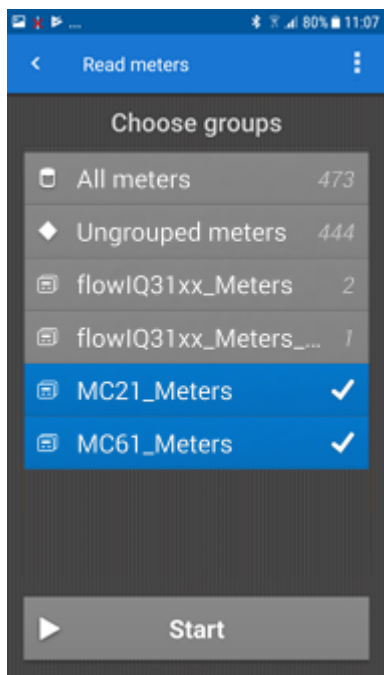 ... 80% 11:07
Read meters
Choose groups
All meters 473
Ungrouped meters 444
flowIQ31xx_Meters 2
flowIQ31xx_Meters_... 1
MC21_Meters
MC61_Meters
Start